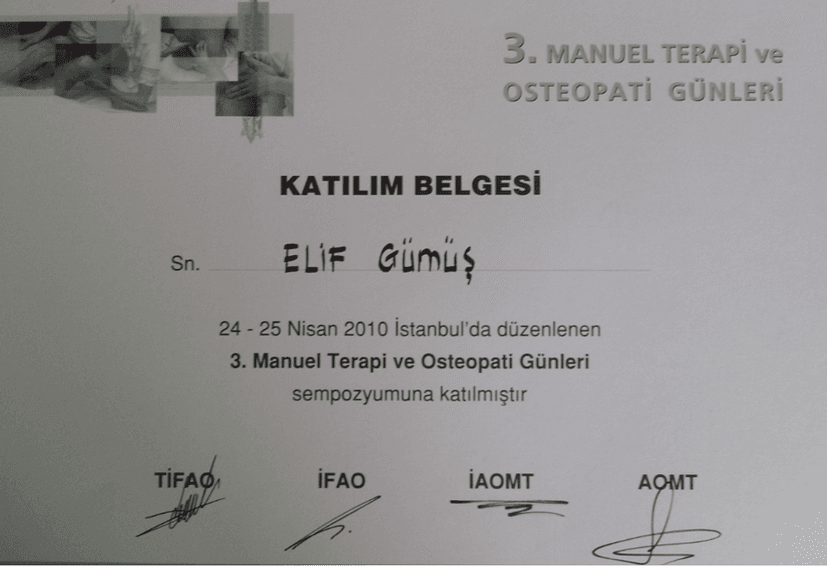 3. MANUEL TERAPİ ve
OSTEOPATİ GÜNLERİ
KATILIM BELGESİ
Sn. ELİF GÜMÜŞ
24 - 25 Nisan 2010 İstanbul'da düzenlenen
3. Manuel Terapi ve Osteopati Günleri
sempozyumuna katılmıştır
TİFAO İFAO İAOMT AOMT